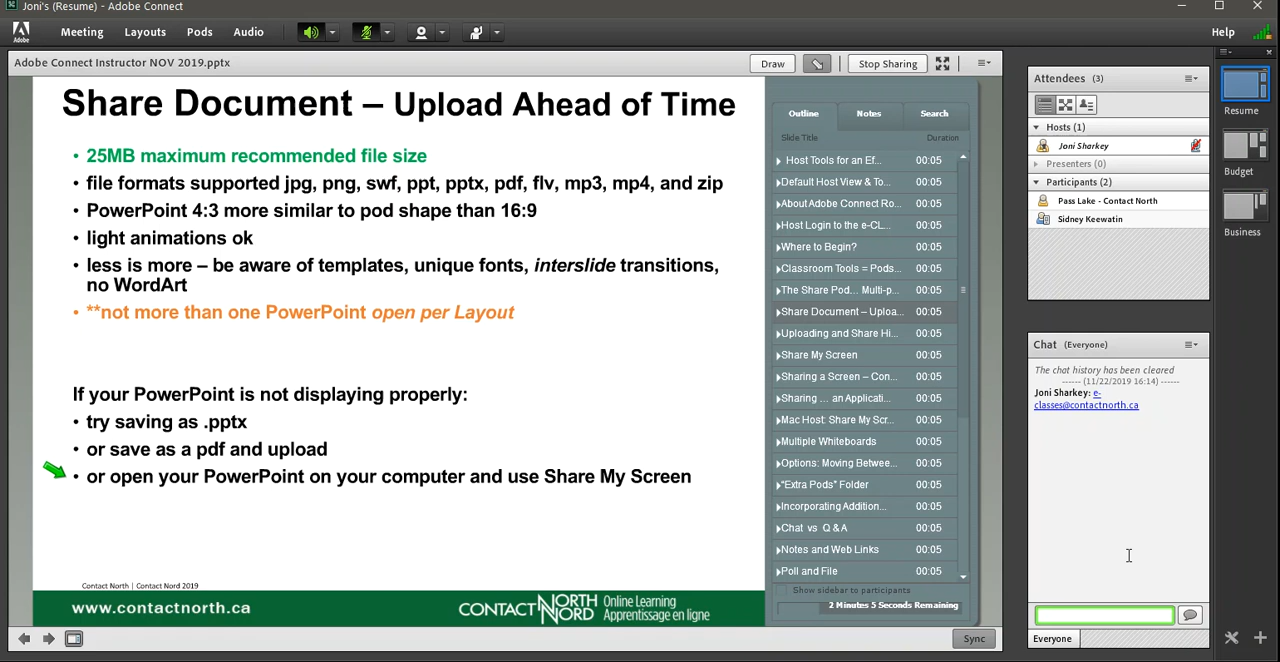 Joni's (Resume) - Adobe Connect
Adobe
Meeting
Layouts
Pods
Audio
Help
Adobe Connect Instructor NOV 2019.pptx
Draw
Stop Sharing
Share Document – Upload Ahead of Time
• 25MB maximum recommended file size
• file formats supported jpg, png, swf, ppt, pptx, pdf, flv, mp3, mp4, and zip
• PowerPoint 4:3 more similar to pod shape than 16:9
• light animations ok
• less is more – be aware of templates, unique fonts, interslide transitions,
no WordArt
• **not more than one PowerPoint open per Layout
If your PowerPoint is not displaying properly:
• try saving as .pptx
• or save as a pdf and upload
• or open your PowerPoint on your computer and use Share My Screen
Contact North | Contact Nord 2019
www.contactnorth.ca
CONTACT NORTH NORD
Online Learning
Apprentissage en ligne
Outline
Notes
Search
Slide Title Duration
Host Tools for an Ef... 00:05
Default Host View & To... 00:05
About Adobe Connect Ro... 00:05
Host Login to the e-CL... 00:05
Where to Begin? 00:05
Classroom Tools = Pods... 00:05
The Share Pod... Multi-p... 00:05
Share Document – Uploa... 00:05
Uploading and Share Hi... 00:05
Share My Screen 00:05
Sharing a Screen – Con... 00:05
Sharing ... an Applicati... 00:05
Mac Host: Share My Scr... 00:05
Multiple Whiteboards 00:05
Options: Moving Betwee... 00:05
“Extra Pods” Folder 00:05
Incorporating Addition... 00:05
Chat vs Q & A 00:05
Notes and Web Links 00:05
Poll and File 00:05
Show sidebar to participants
2 Minutes 5 Seconds Remaining
Sync
Attendees (3)
Hosts (1)
Joni Sharkey
Presenters (0)
Participants (2)
Pass Lake - Contact North
Sidney Keewatin
Chat (Everyone)
The chat history has been cleared
------ (11/22/2019 16:14) ------
Joni Sharkey: e-
classes@contactnorth.ca
Everyone
Resume
Budget
Business